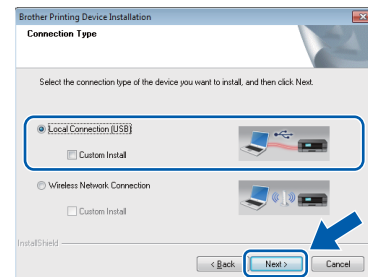 Brother Printing Device Installation
Connection Type
Select the connection type of the device you want to install, and then click Next.
Local Connection (USB)
Custom Install
Wireless Network Connection
Custom Install
InstallShield
< Back Next > Cancel